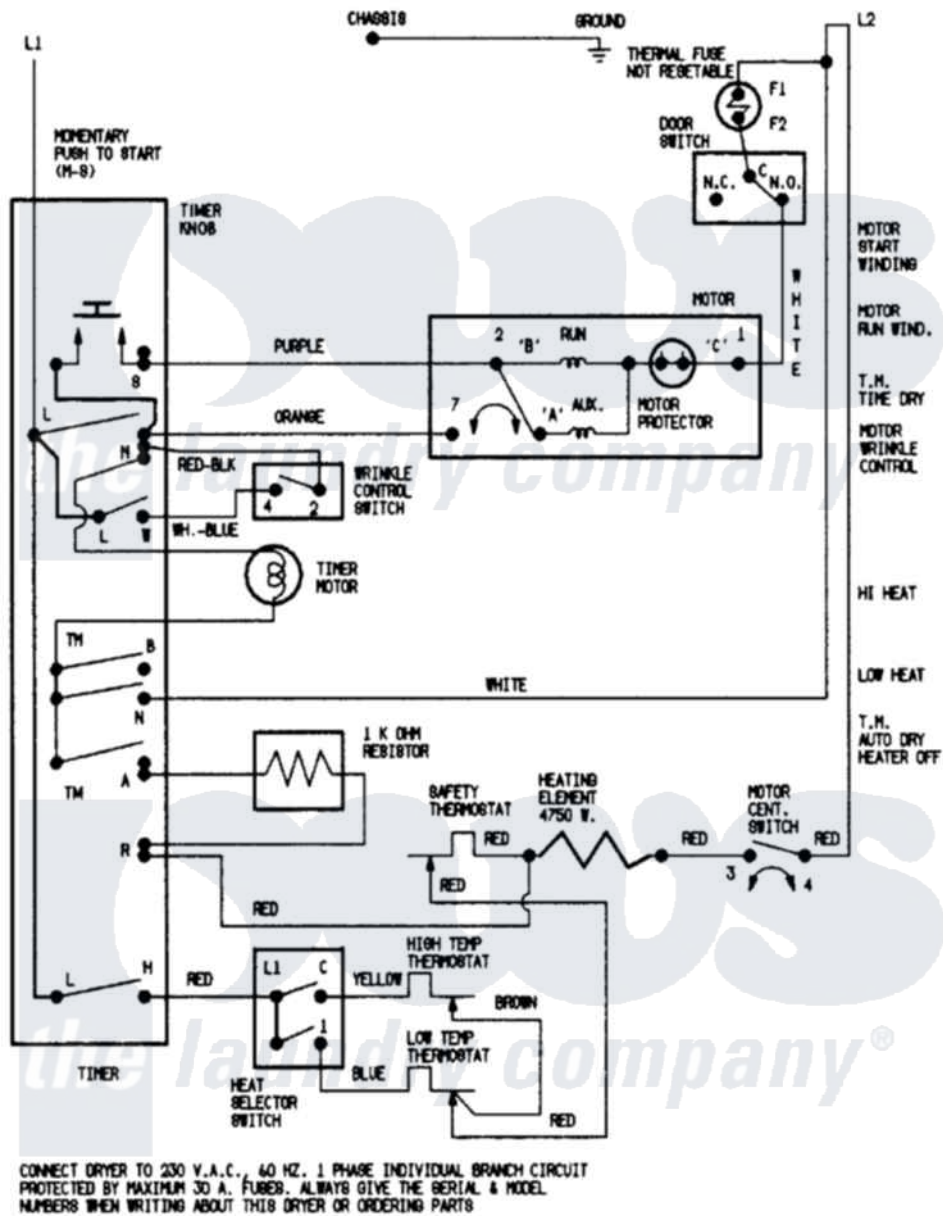 CHASSIS
GROUND
L2
L1
THERMAL FUSE
NOT RESETABLE
F1
F2
DOOR
SWITCH
C
N.C.
N.O.
MOMENTARY
PUSH TO START
(M-S)
TIMER
KNOB
MOTOR
START
WINDING
WHITE
MOTOR
MOTOR
RUN WIND.
2
'B'
RUN
'C'
1
PURPLE
S
T.M.
TIME DRY
L
ORANGE
7
'A'
AUX.
MOTOR
PROTECTOR
MOTOR
WRINKLE
CONTROL
M
RED-BLK
WRINKLE
CONTROL
SWITCH
4
2
L
W
WH.-BLUE
TIMER
MOTOR
HI HEAT
TM
B
LOW HEAT
WHITE
N
1 K OHM
RESISTOR
T.M.
AUTO DRY
HEATER OFF
TM
A
SAFETY
THERMOSTAT
HEATING
ELEMENT
4750 W.
MOTOR
CENT.
SWITCH
R
RED
RED
RED
3
4
RED
RED
HIGH TEMP
THERMOSTAT
L
H
RED
L1
C
YELLOW
BROWN
1
LOW TEMP
THERMOSTAT
BLUE
TIMER
HEAT
SELECTOR
SWITCH
RED
CONNECT DRYER TO 230 V.A.C., 60 HZ. 1 PHASE INDIVIDUAL BRANCH CIRCUIT
PROTECTED BY MAXIMUM 30 A. FUSES. ALWAYS GIVE THE SERIAL & MODEL
NUMBERS WHEN WRITING ABOUT THIS DRYER OR ORDERING PARTS
the laundry company
the laundry company®